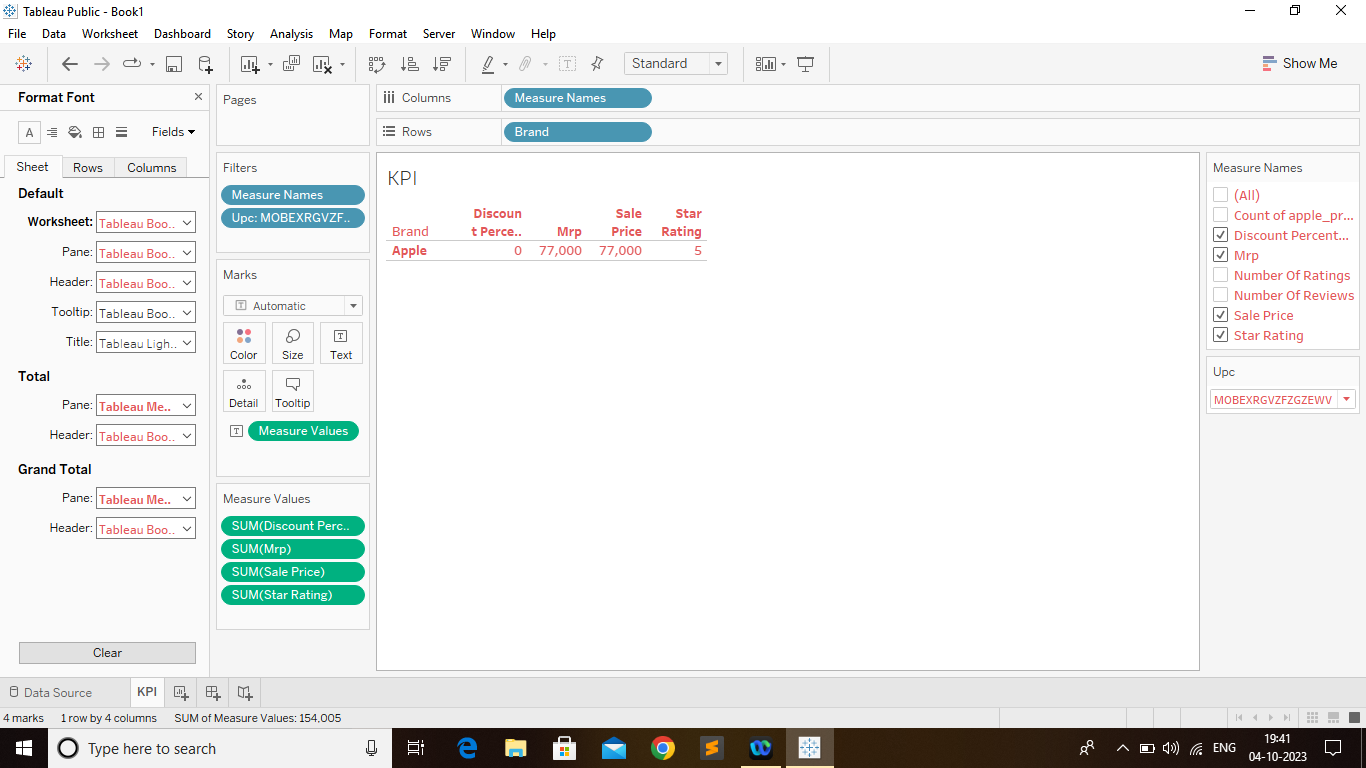 Tableau Public - Book1
File Data Worksheet Dashboard Story Analysis Map Format Server Window Help
Standard
Show Me
Format Font
A
Fields
Sheet Rows Columns
Default
Worksheet: Tableau Boo..
Pane: Tableau Boo..
Header: Tableau Boo..
Tooltip: Tableau Boo..
Title: Tableau Ligh..
Total
Pane: Tableau Me..
Header: Tableau Boo..
Grand Total
Pane: Tableau Me..
Header: Tableau Boo..
Clear
Pages
Filters
Measure Names
Upc: MOBEXRGVZF..
Marks
Automatic
Color Size Text
Detail Tooltip
Measure Values
Measure Values
SUM(Discount Perc..
SUM(Mrp)
SUM(Sale Price)
SUM(Star Rating)
Columns Measure Names
Rows Brand
KPI
Discoun Sale Star
Brand t Perce.. Mrp Price Rating
Apple 0 77,000 77,000 5
Measure Names
(All)
Count of apple_pr...
Discount Percent...
Mrp
Number Of Ratings
Number Of Reviews
Sale Price
Star Rating
Upc
MOBEXRGVZFZGZEWV
Data Source KPI
4 marks 1 row by 4 columns SUM of Measure Values: 154,005
Type here to search
ENG
19:41
04-10-2023